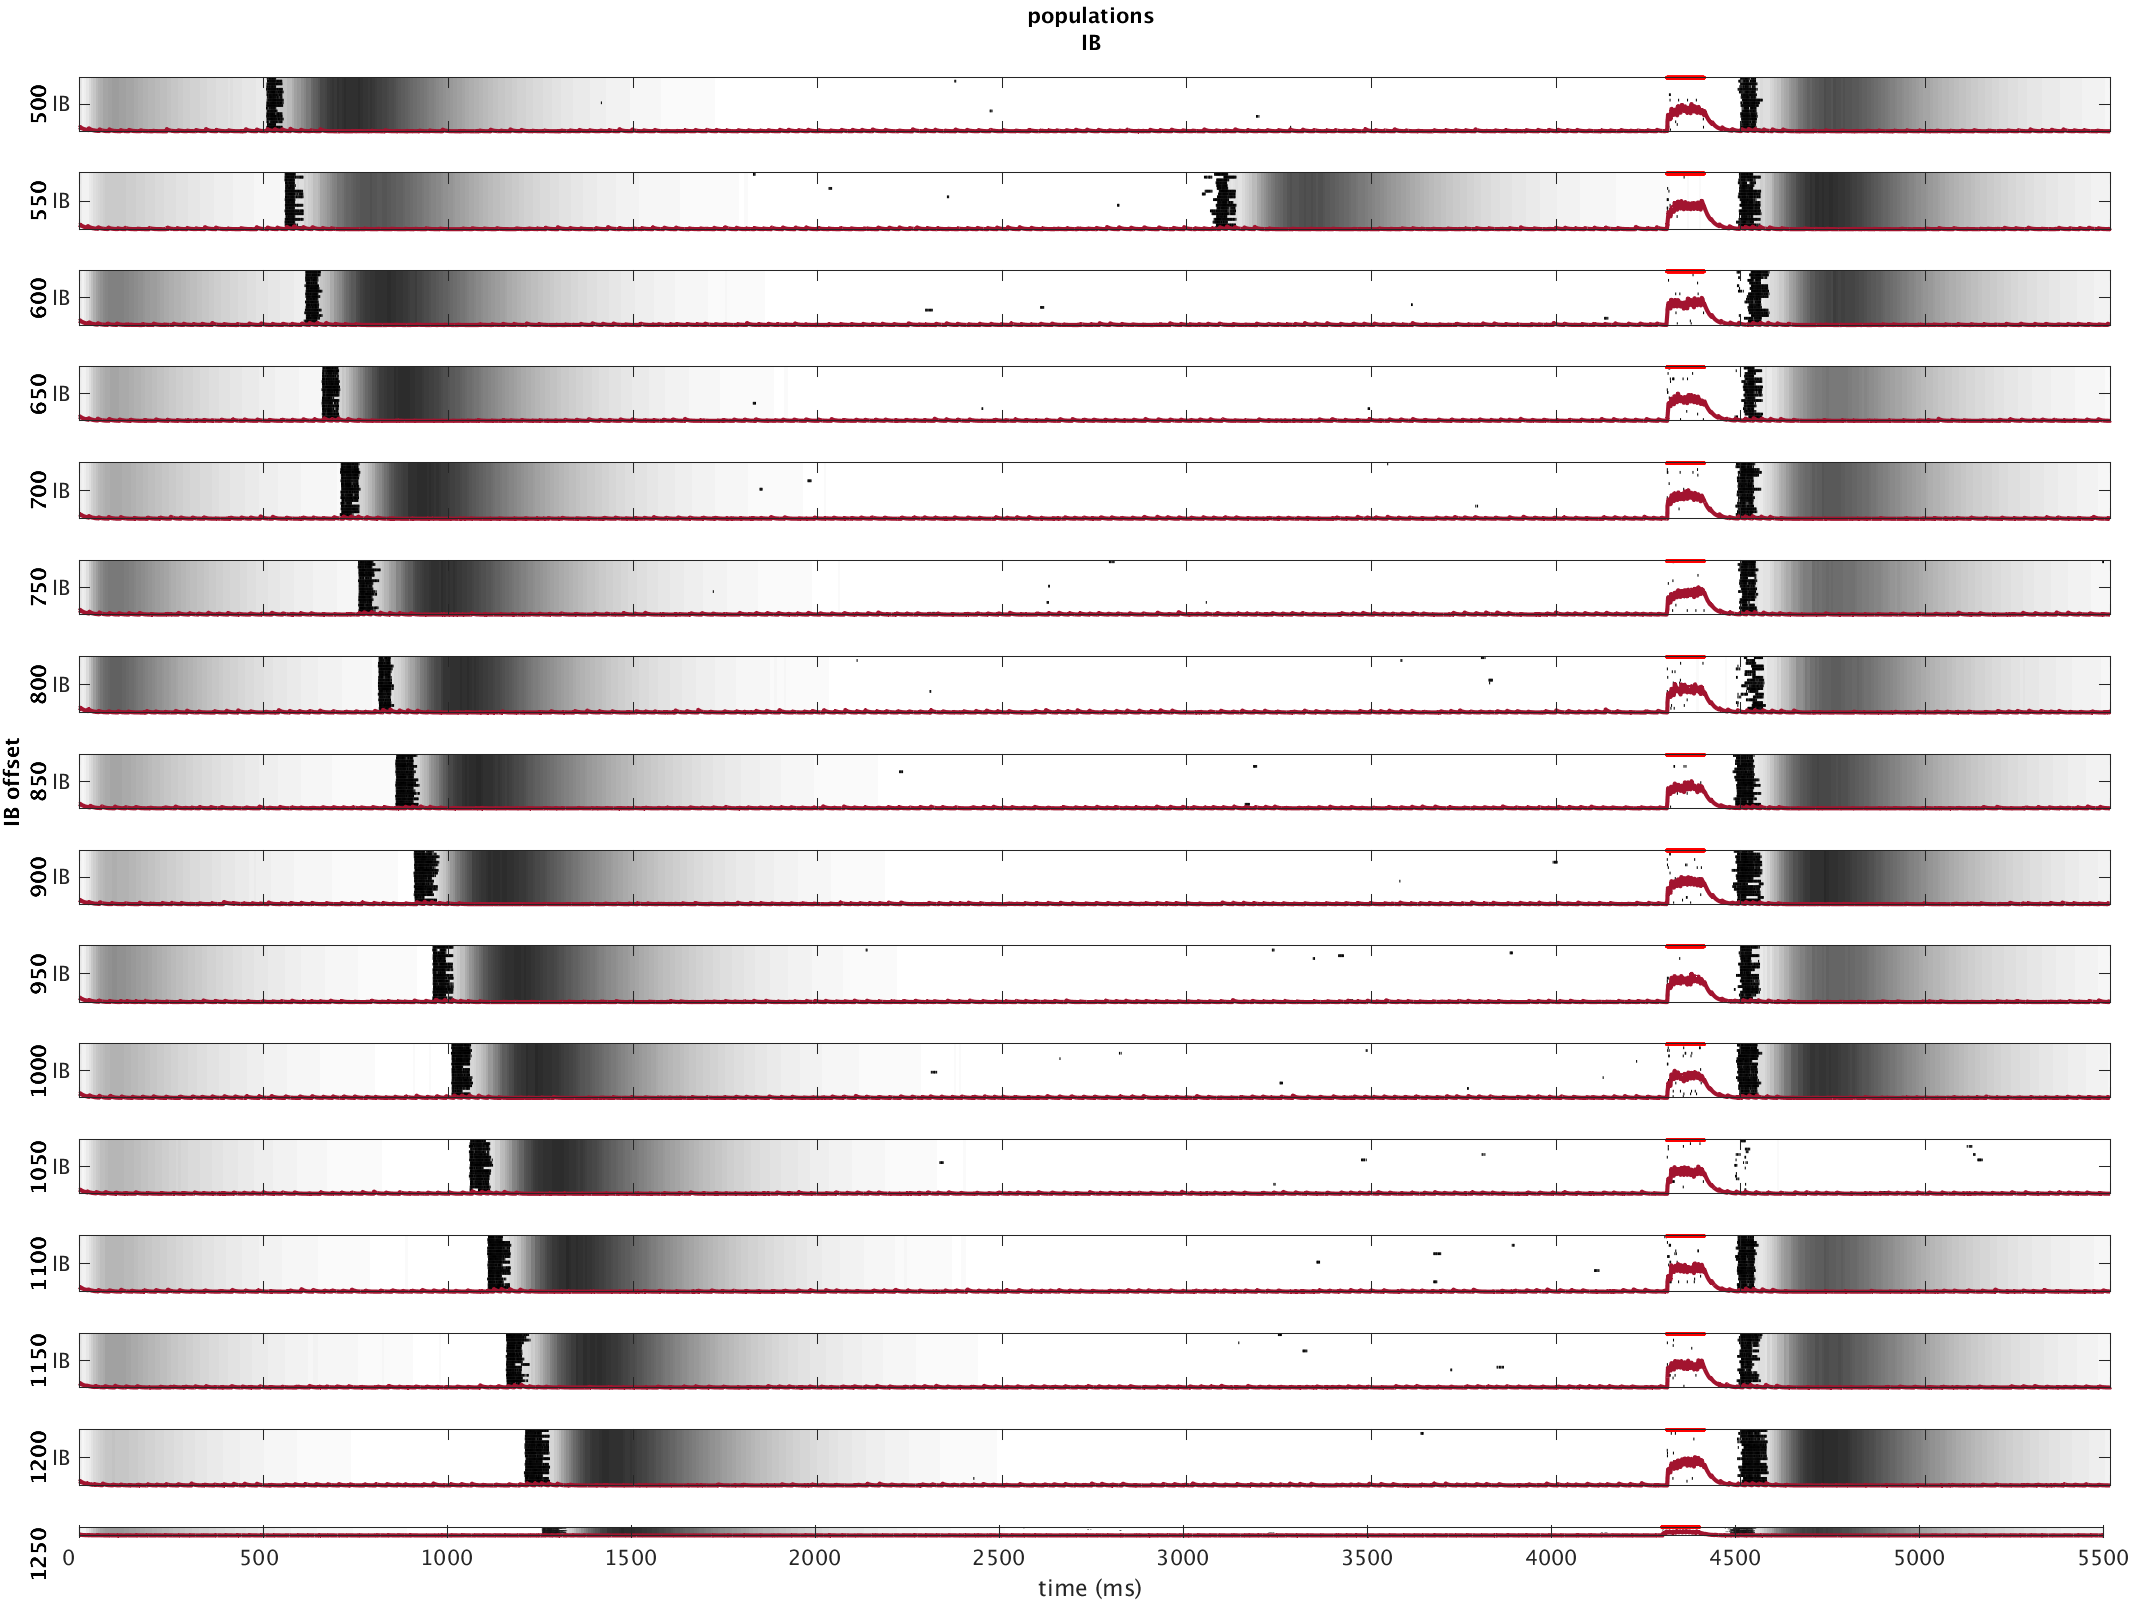 populations
IB
500 IB
550 IB
600 IB
650 IB
700 IB
750 IB
800 IB
850 IB
900 IB
950 IB
1000 IB
1050 IB
1100 IB
1150 IB
1200 IB
1250
IB offset
0 500 1000 1500 2000 2500 3000 3500 4000 4500 5000 5500
time (ms)